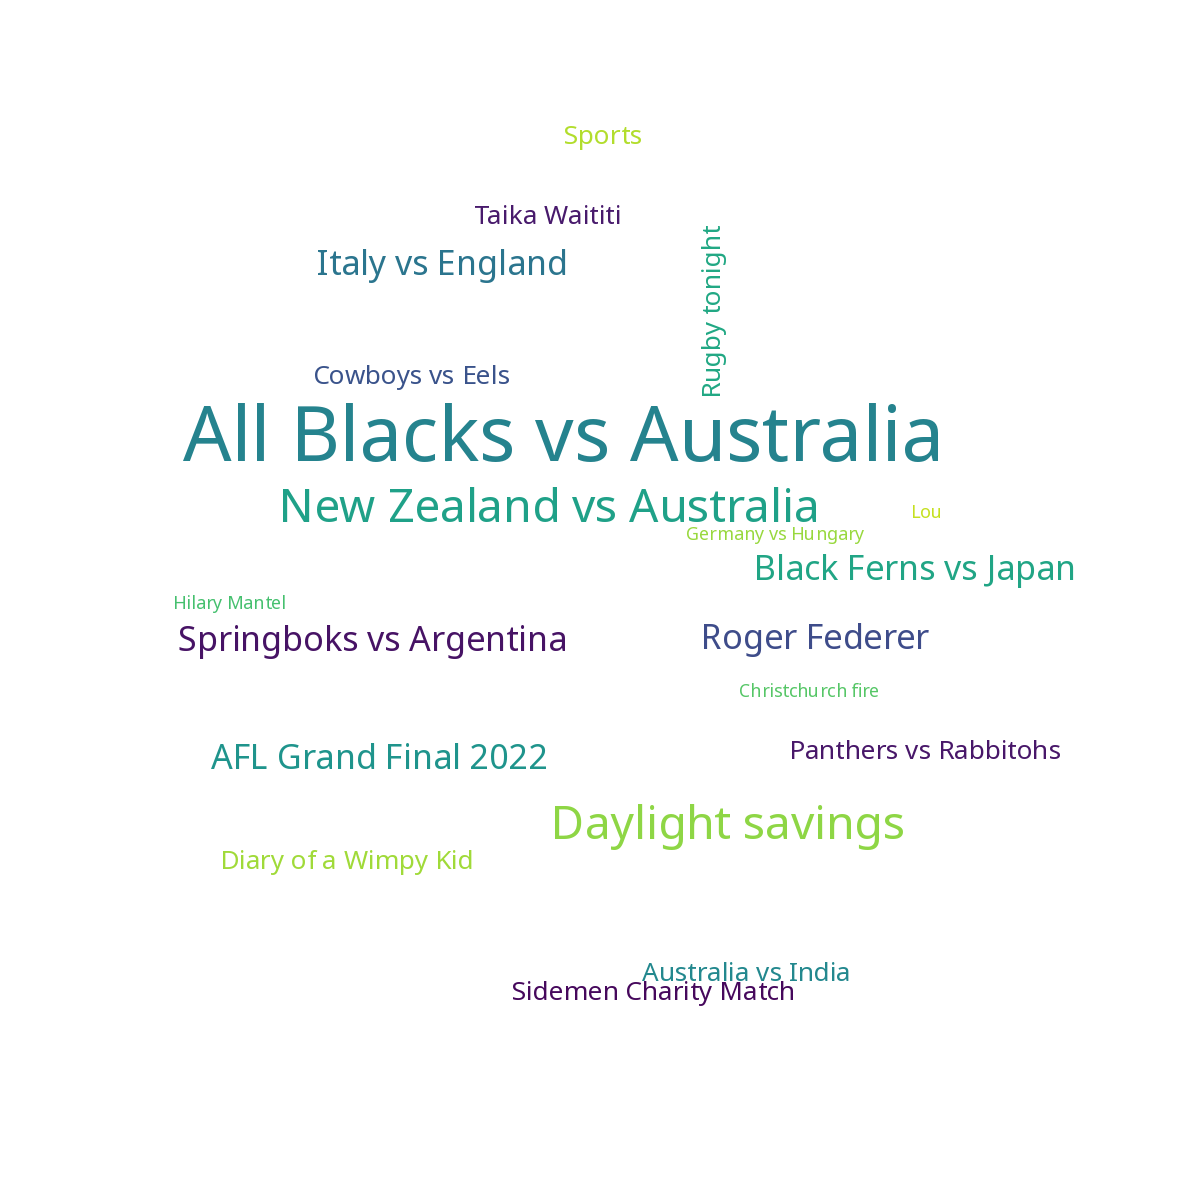 Sports
Taika Waititi
Italy vs England
Rugby tonight
Cowboys vs Eels
All Blacks vs Australia
New Zealand vs Australia
Lou
Germany vs Hungary
Black Ferns vs Japan
Hilary Mantel
Springboks vs Argentina
Roger Federer
Christchurch fire
AFL Grand Final 2022
Panthers vs Rabbitohs
Daylight savings
Diary of a Wimpy Kid
Australia vs India
Sidemen Charity Match